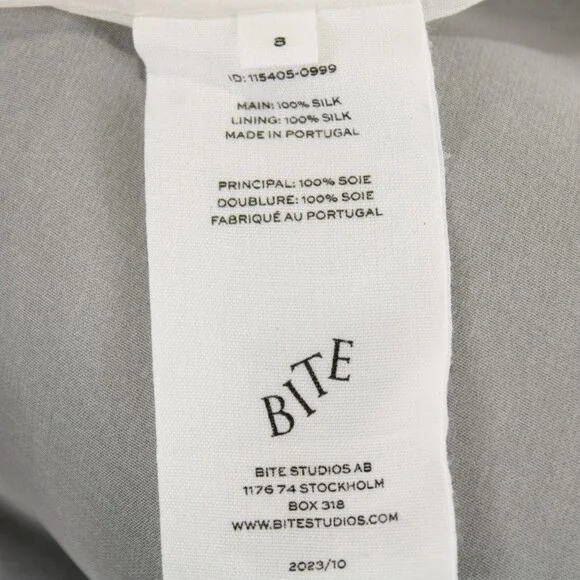 8
ID: 115405-0999
MAIN: 100% SILK
LINING: 100% SILK
MADE IN PORTUGAL
PRINCIPAL: 100% SOIE
DOUBLURE: 100% SOIE
FABRIQUÉ AU PORTUGAL
BITE
BITE STUDIOS AB
1176 74 STOCKHOLM
BOX 318
WWW.BITESTUDIOS.COM
2023/10